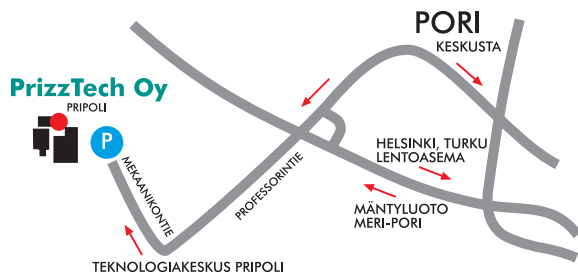 PORI
KESKUSTA
PrizzTech Oy
PRIPOLI
P
MEKAANIKONTIE
PROFESSORINTIE
HELSINKI, TURKU
LENTOASEMA
MÄNTYLUOTO
MERI-PORI
TEKNOLOGIAKESKUS PRIPOLI